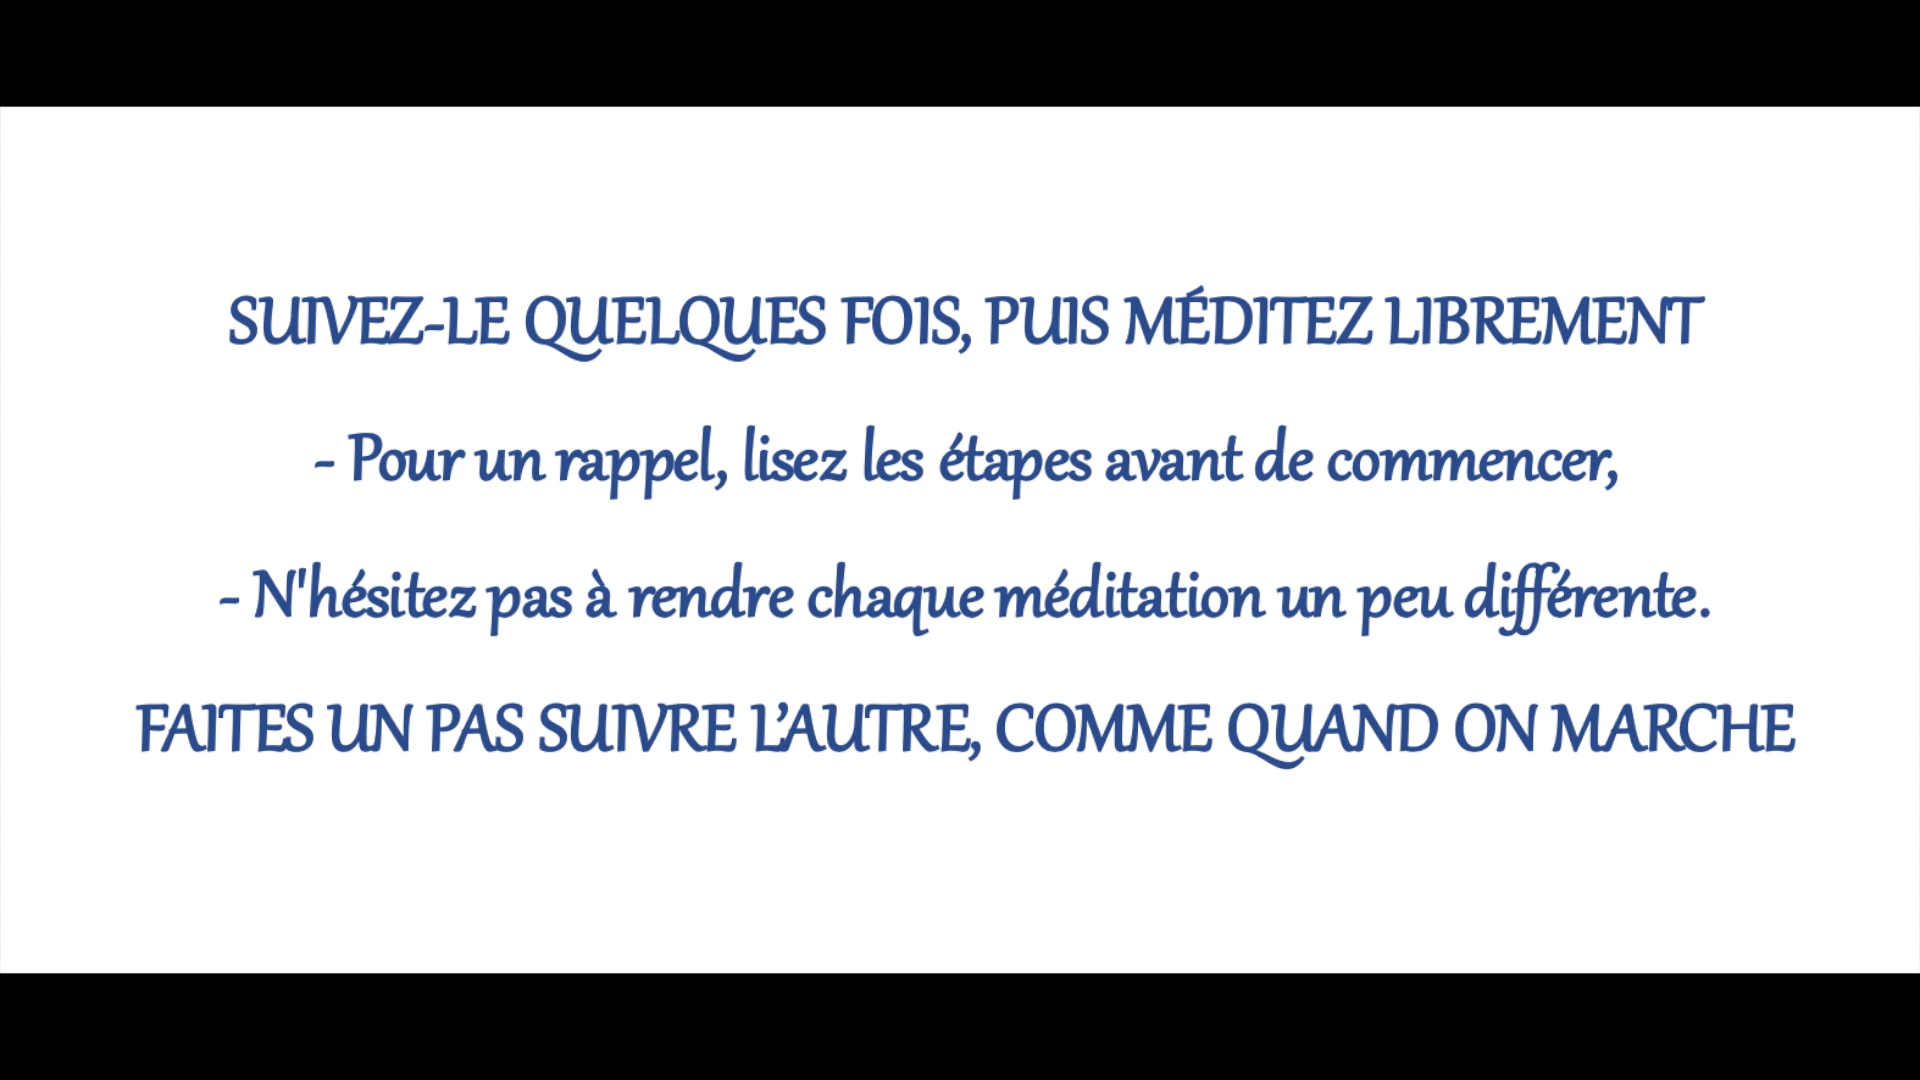 SUIVEZ-LE QUELQUES FOIS, PUIS MÉDITEZ LIBREMENT
- Pour un rappel, lisez les étapes avant de commencer,
- N'hésitez pas à rendre chaque méditation un peu différente.
FAITES UN PAS SUIVRE L’AUTRE, COMME QUAND ON MARCHE